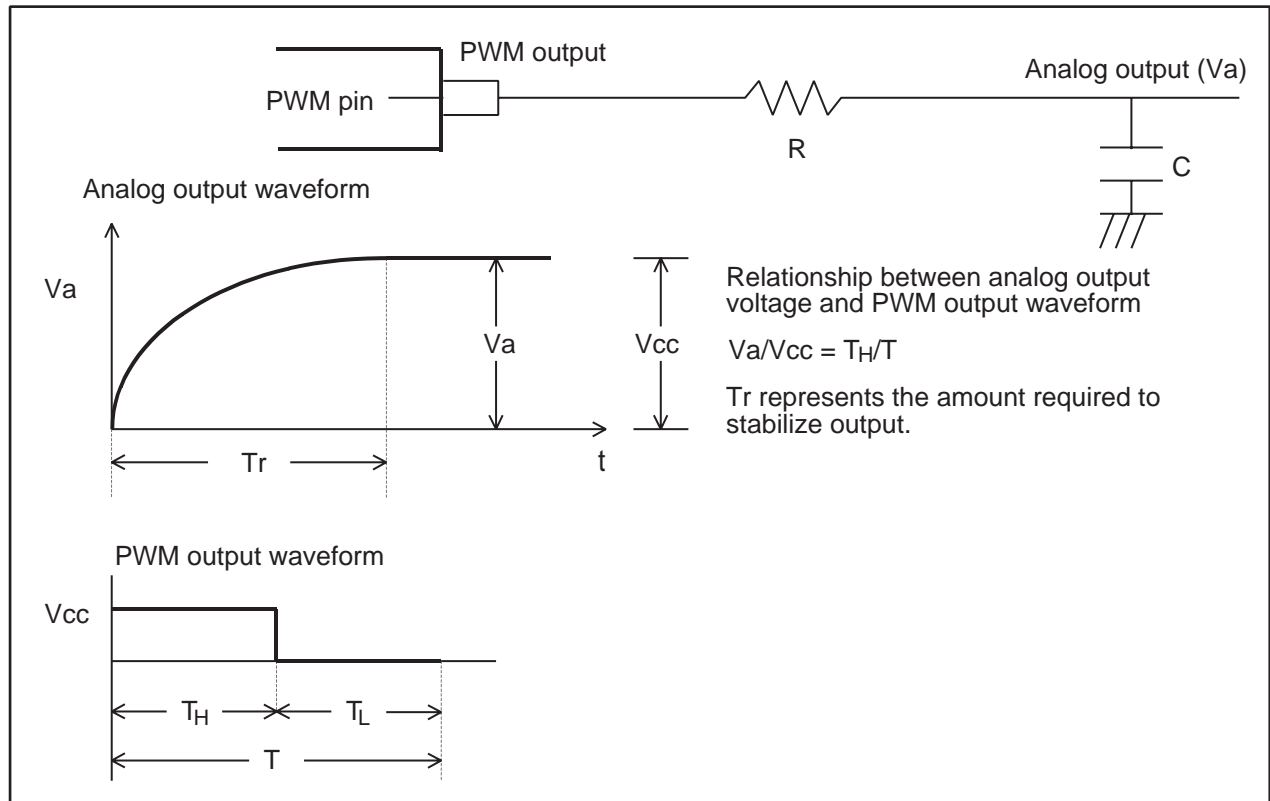 PWM output
Analog output (Va)
PWM pin
R
C
Analog output waveform
Va
Va
Vcc
Relationship between analog output
voltage and PWM output waveform
Va/Vcc = TH/T
Tr represents the amount required to
stabilize output.
Tr
t
PWM output waveform
Vcc
TH
TL
T